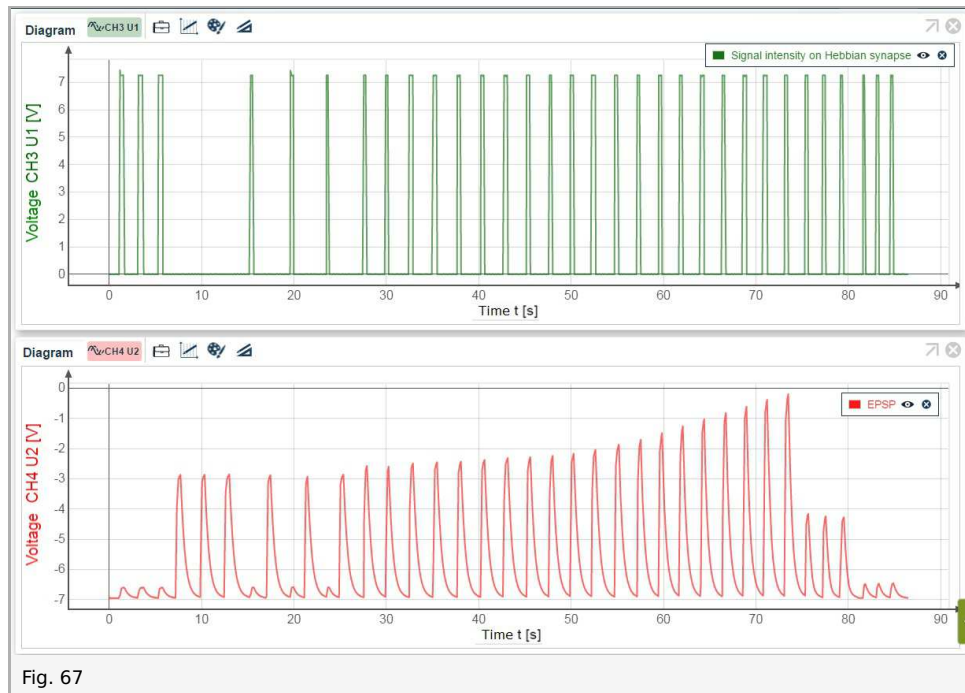 Diagram CH3 U1
Signal intensity on Hebbian synapse
Voltage CH3 U1 [V]
7
6
5
4
3
2
1
0
0 10 20 30 40 50 60 70 80 90
Time t [s]
Diagram CH4 U2
EPSP
Voltage CH4 U2 [V]
0
-1
-2
-3
-4
-5
-6
-7
0 10 20 30 40 50 60 70 80 90
Time t [s]
Fig. 67